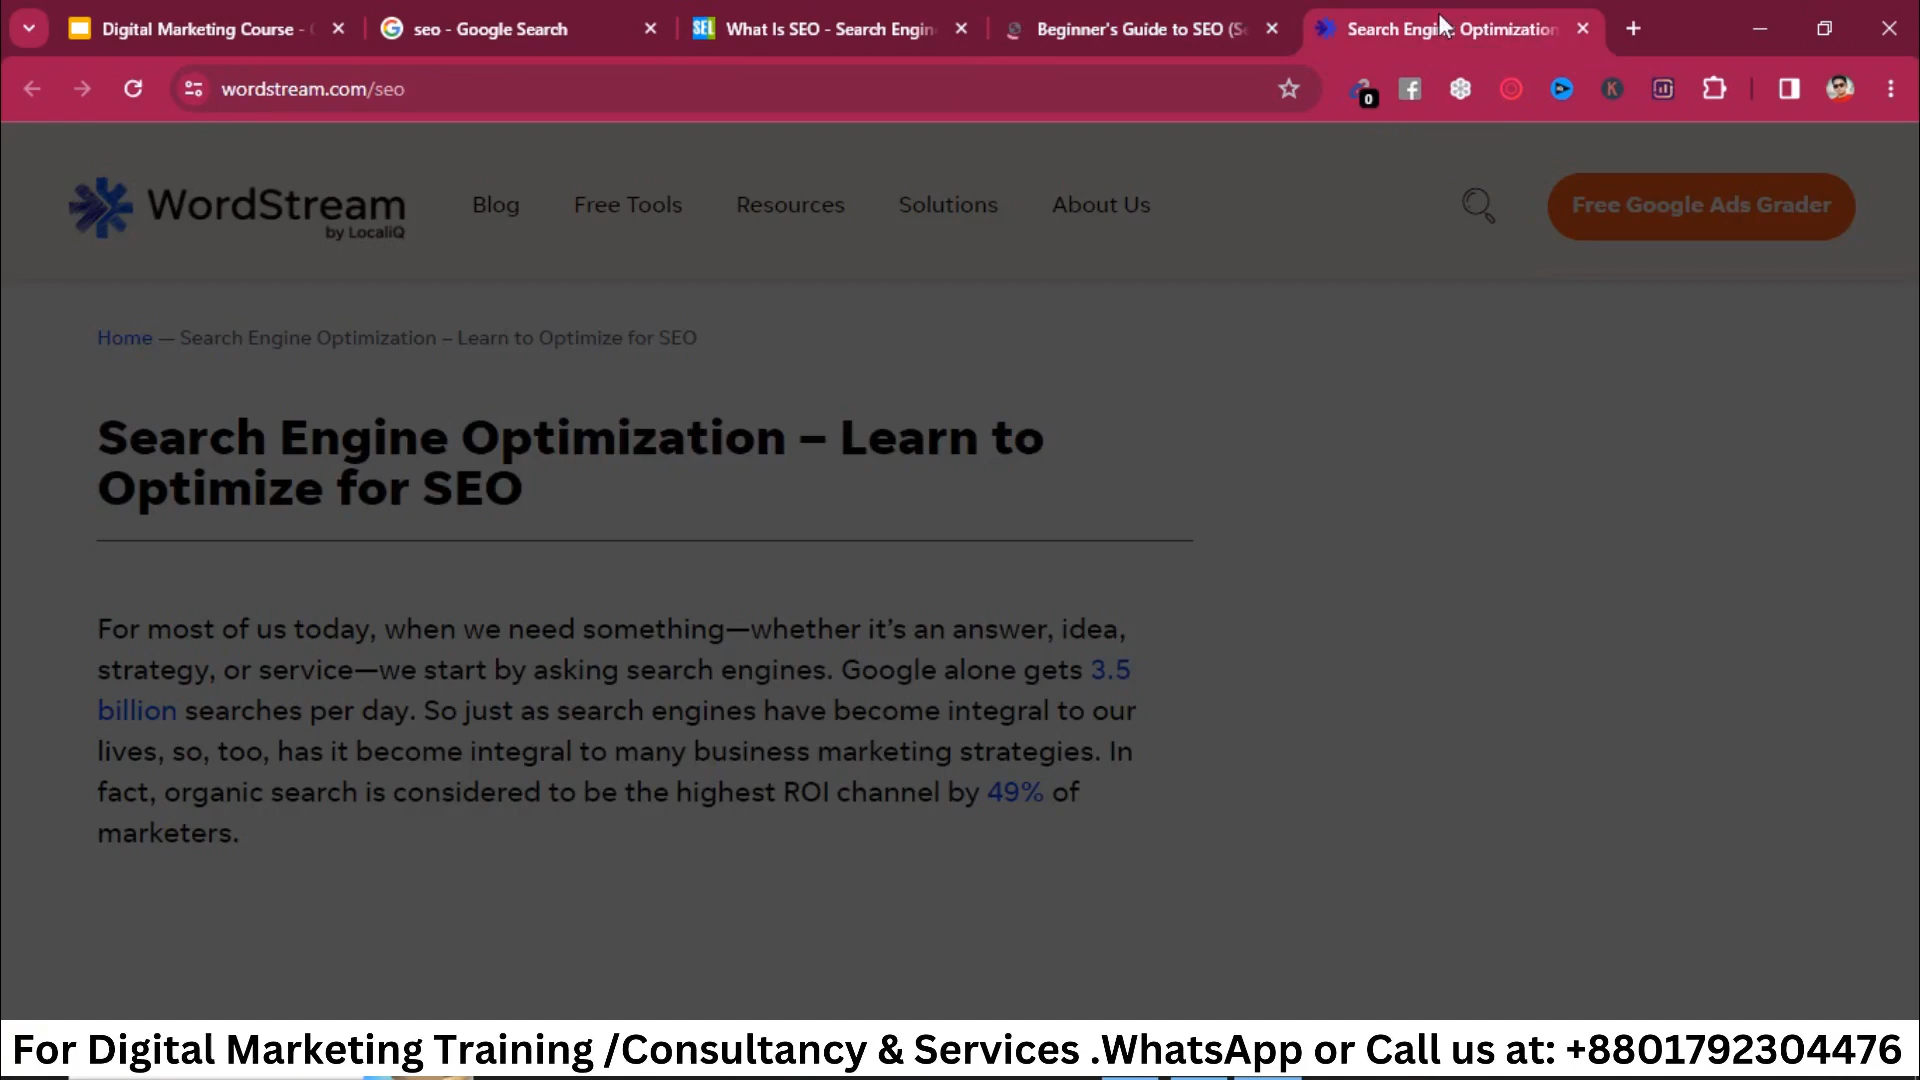 Digital Marketing Course -
seo - Google Search
SEL
What Is SEO - Search Engin
Beginner's Guide to SEO (Se
Search Engine Optimization
wordstream.com/seo
0
K
WordStream
by LocaliQ
Blog
Free Tools
Resources
Solutions
About Us
Free Google Ads Grader
Home — Search Engine Optimization – Learn to Optimize for SEO
Search Engine Optimization – Learn to
Optimize for SEO
For most of us today, when we need something—whether it's an answer, idea,
strategy, or service—we start by asking search engines. Google alone gets 3.5
billion searches per day. So just as search engines have become integral to our
lives, so, too, has it become integral to many business marketing strategies. In
fact, organic search is considered to be the highest ROI channel by 49% of
marketers.
For Digital Marketing Training /Consultancy & Services .WhatsApp or Call us at: +8801792304476